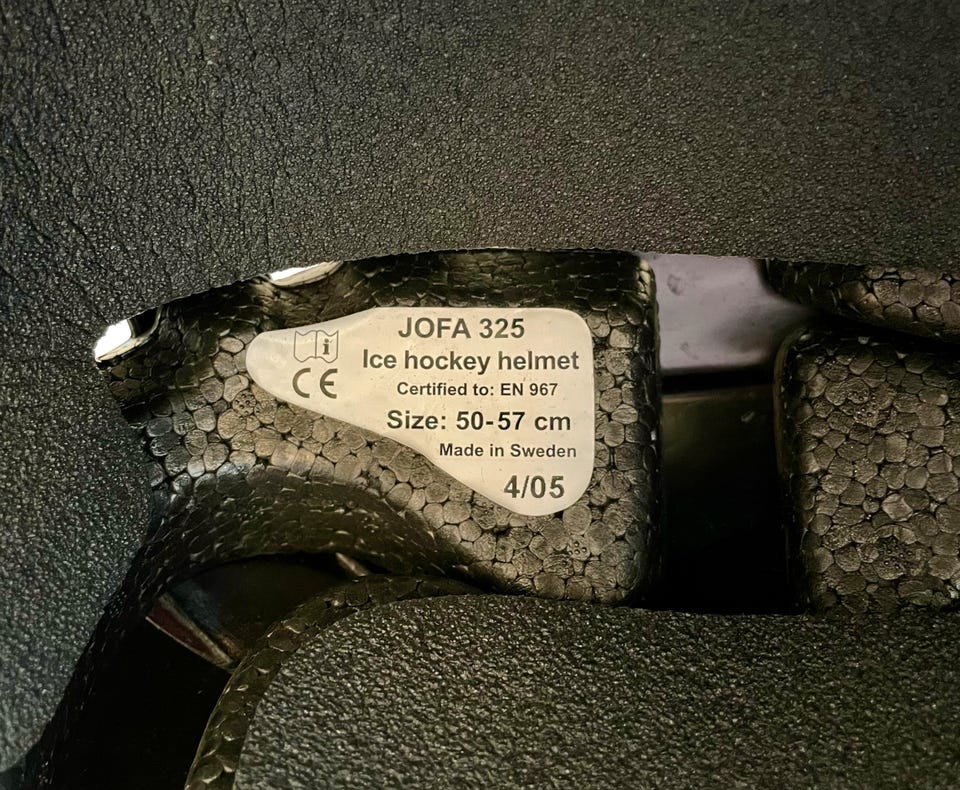 JOFA 325
i
Ice hockey helmet
CE
Certified to: EN 967
Size: 50-57 cm
Made in Sweden
4/05